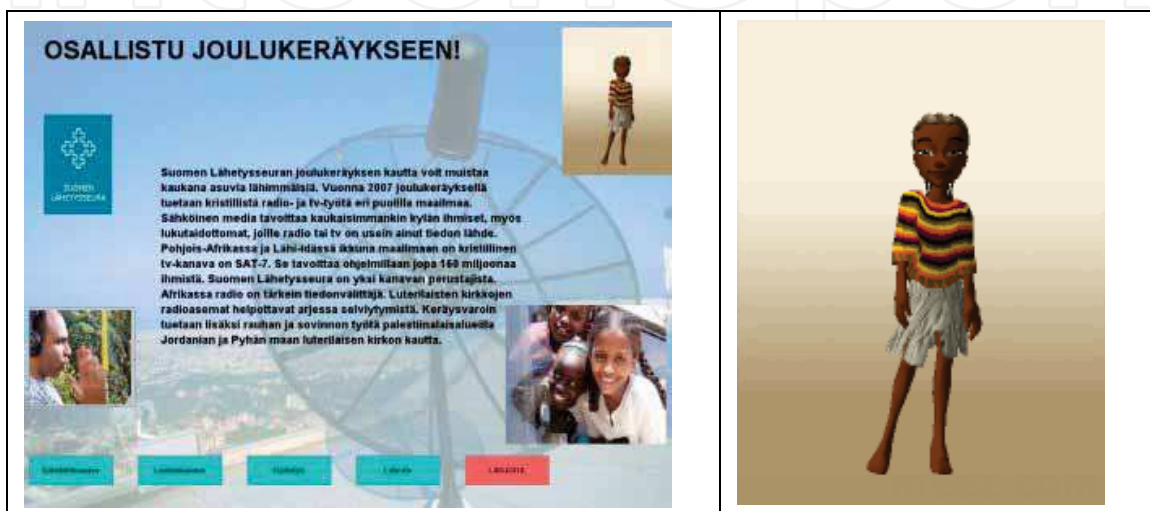 OSALLISTU JOULUKERÄYKSEEN!
SUOMEN
LÄHETYSSEURA
Suomen Lähetysseuran joulukeräyksen kautta voit muistaa
kaukana asuvia lähimmäisiä. Vuonna 2007 joulukeräyksellä
tuetaan kristillistä radio- ja tv-työtä eri puolilla maailmaa.
Sähköinen media tavoittaa kaukaisimmankin kylän ihmiset, myös
lukutaidottomat, joille radio tai tv on usein ainut tiedon lähde.
Pohjois-Afrikassa ja Lähi-idässä ikkuna maailmaan on kristillinen
tv-kanava on SAT-7. Se tavoittaa ohjelmillaan jopa 160 miljoonaa
ihmistä. Suomen Lähetysseura on yksi kanavan perustajista.
Afrikassa radio on tärkein tiedonvälittäjä. Luterilaisten kirkkojen
radioasemat helpottavat arjessa selviytymistä. Keräysvaroin
tuetaan lisäksi rauhan ja sovinnon työtä palestiinalaisalueilla
Jordanian ja Pyhän maan luterilaisen kirkon kautta.